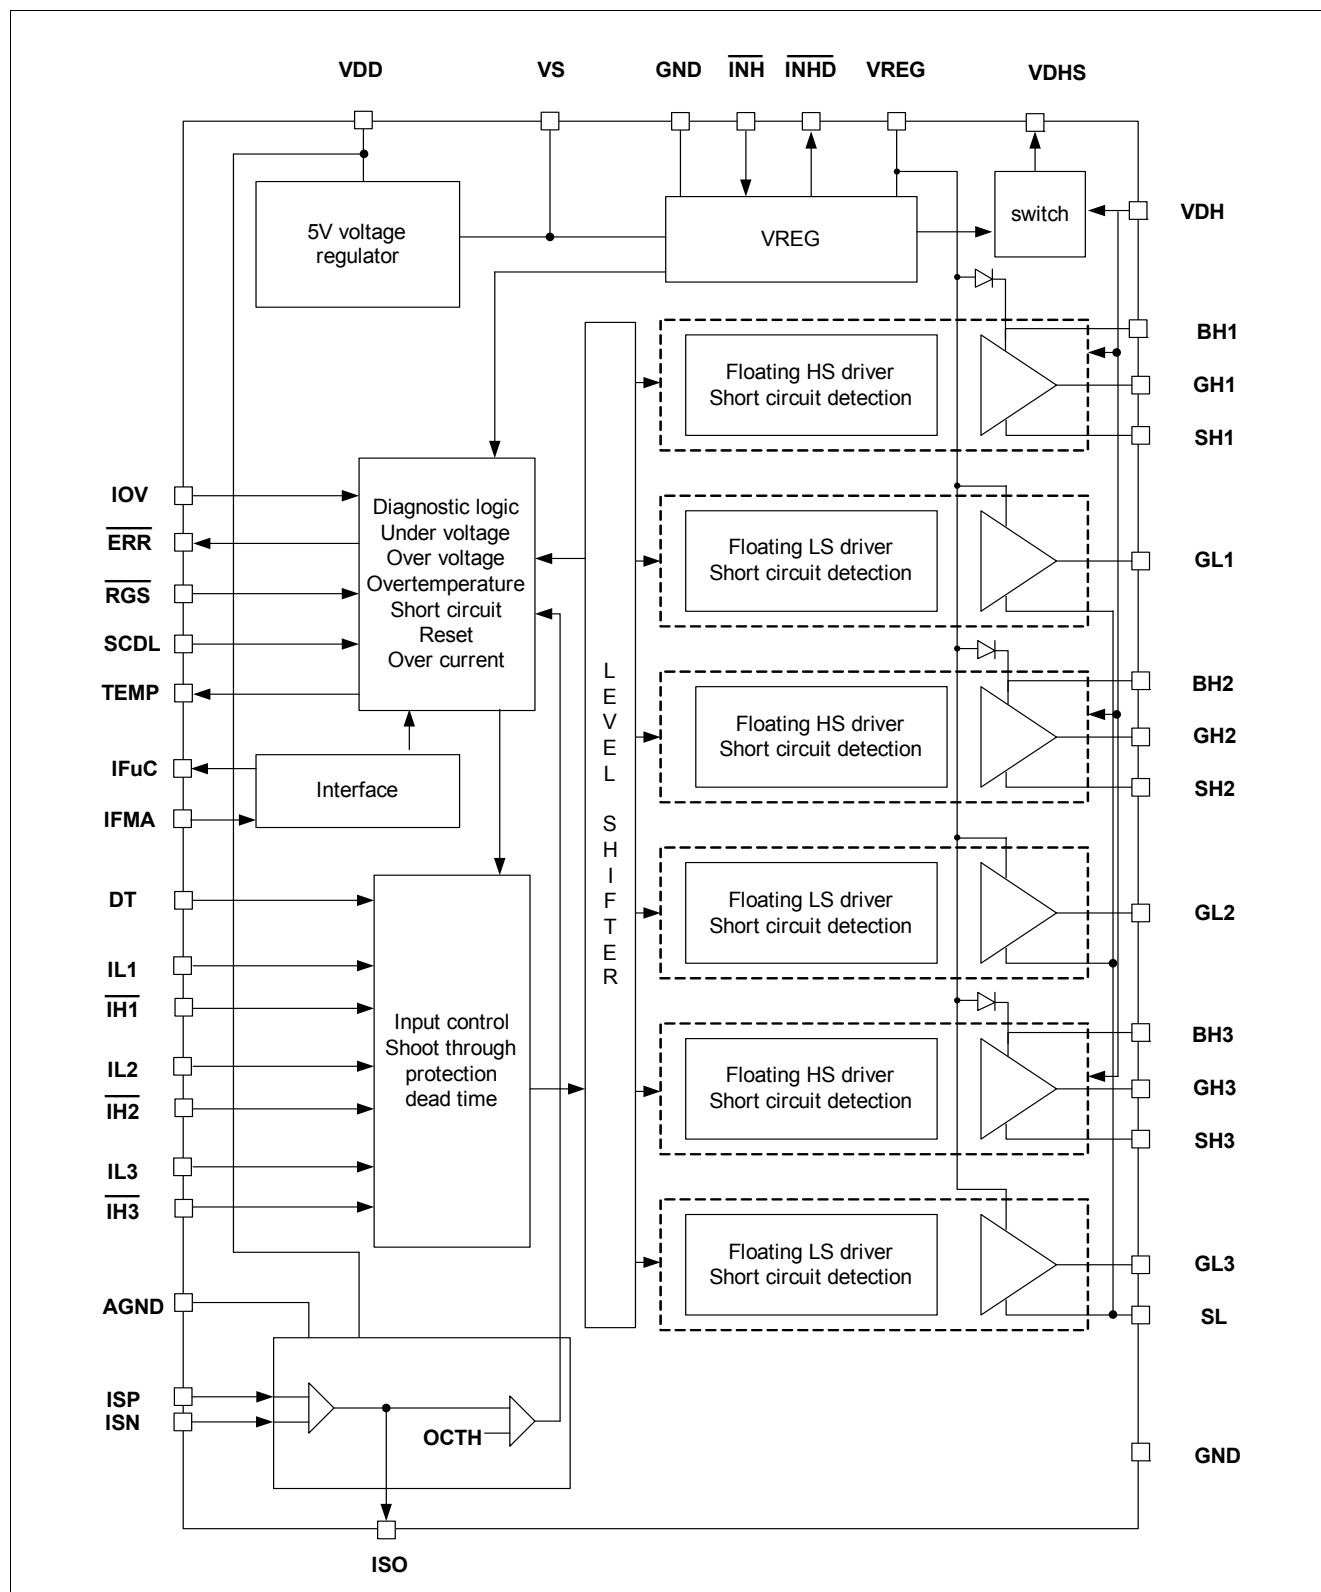 VDD
VS
GND
INH
INHD
VREG
VDHS
5V voltage
regulator
VREG
switch
VDH
BH1
Floating HS driver
Short circuit detection
GH1
SH1
IOV
ERR
RGS
SCDL
TEMP
Diagnostic logic
Under voltage
Over voltage
Overtemperature
Short circuit
Reset
Over current
Floating LS driver
Short circuit detection
GL1
LEVEL SHIFTER
BH2
Floating HS driver
Short circuit detection
GH2
SH2
IFuC
IFMA
Interface
DT
IL1
IH1
IL2
IH2
IL3
IH3
Input control
Shoot through
protection
dead time
Floating LS driver
Short circuit detection
GL2
BH3
Floating HS driver
Short circuit detection
GH3
SH3
Floating LS driver
Short circuit detection
GL3
SL
AGND
ISP
ISN
OCTH
GND
ISO